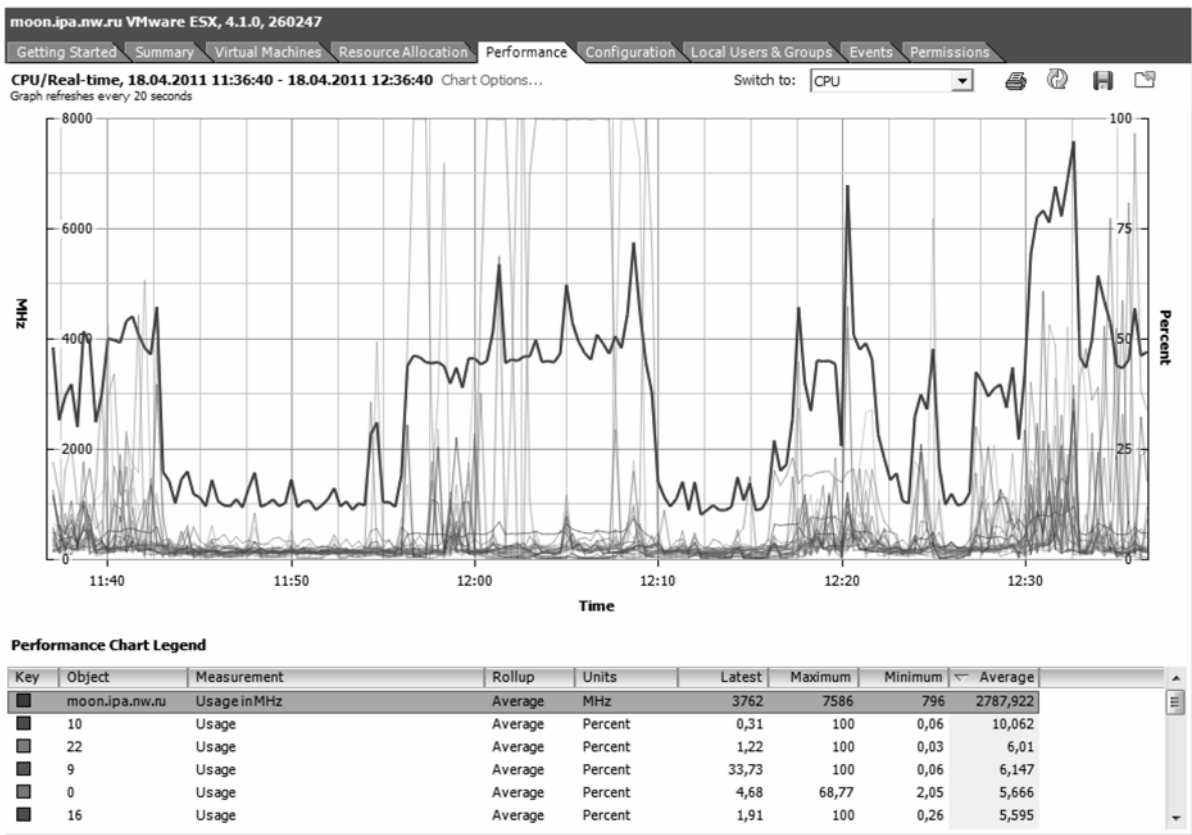 moon.ipa.nw.ru VMware ESX, 4.1.0, 260247
Getting Started Summary Virtual Machines Resource Allocation Performance Configuration Local Users & Groups Events Permissions
CPU/Real-time, 18.04.2011 11:36:40 - 18.04.2011 12:36:40 Chart Options... Switch to: CPU
Graph refreshes every 20 seconds
8000 100
6000 75
MHz
Percent
4000 50
2000 25
0 0
11:40 11:50 12:00 12:10 12:20 12:30
Time
Performance Chart Legend
Key Object Measurement Rollup Units Latest Maximum Minimum Average
moon.ipa.nw.ru Usage in MHz Average MHz 3762 7586 796 2787,922
10 Usage Average Percent 0,31 100 0,06 10,062
22 Usage Average Percent 1,22 100 0,03 6,01
9 Usage Average Percent 33,73 100 0,06 6,147
0 Usage Average Percent 4,68 68,77 2,05 5,666
16 Usage Average Percent 1,91 100 0,26 5,595